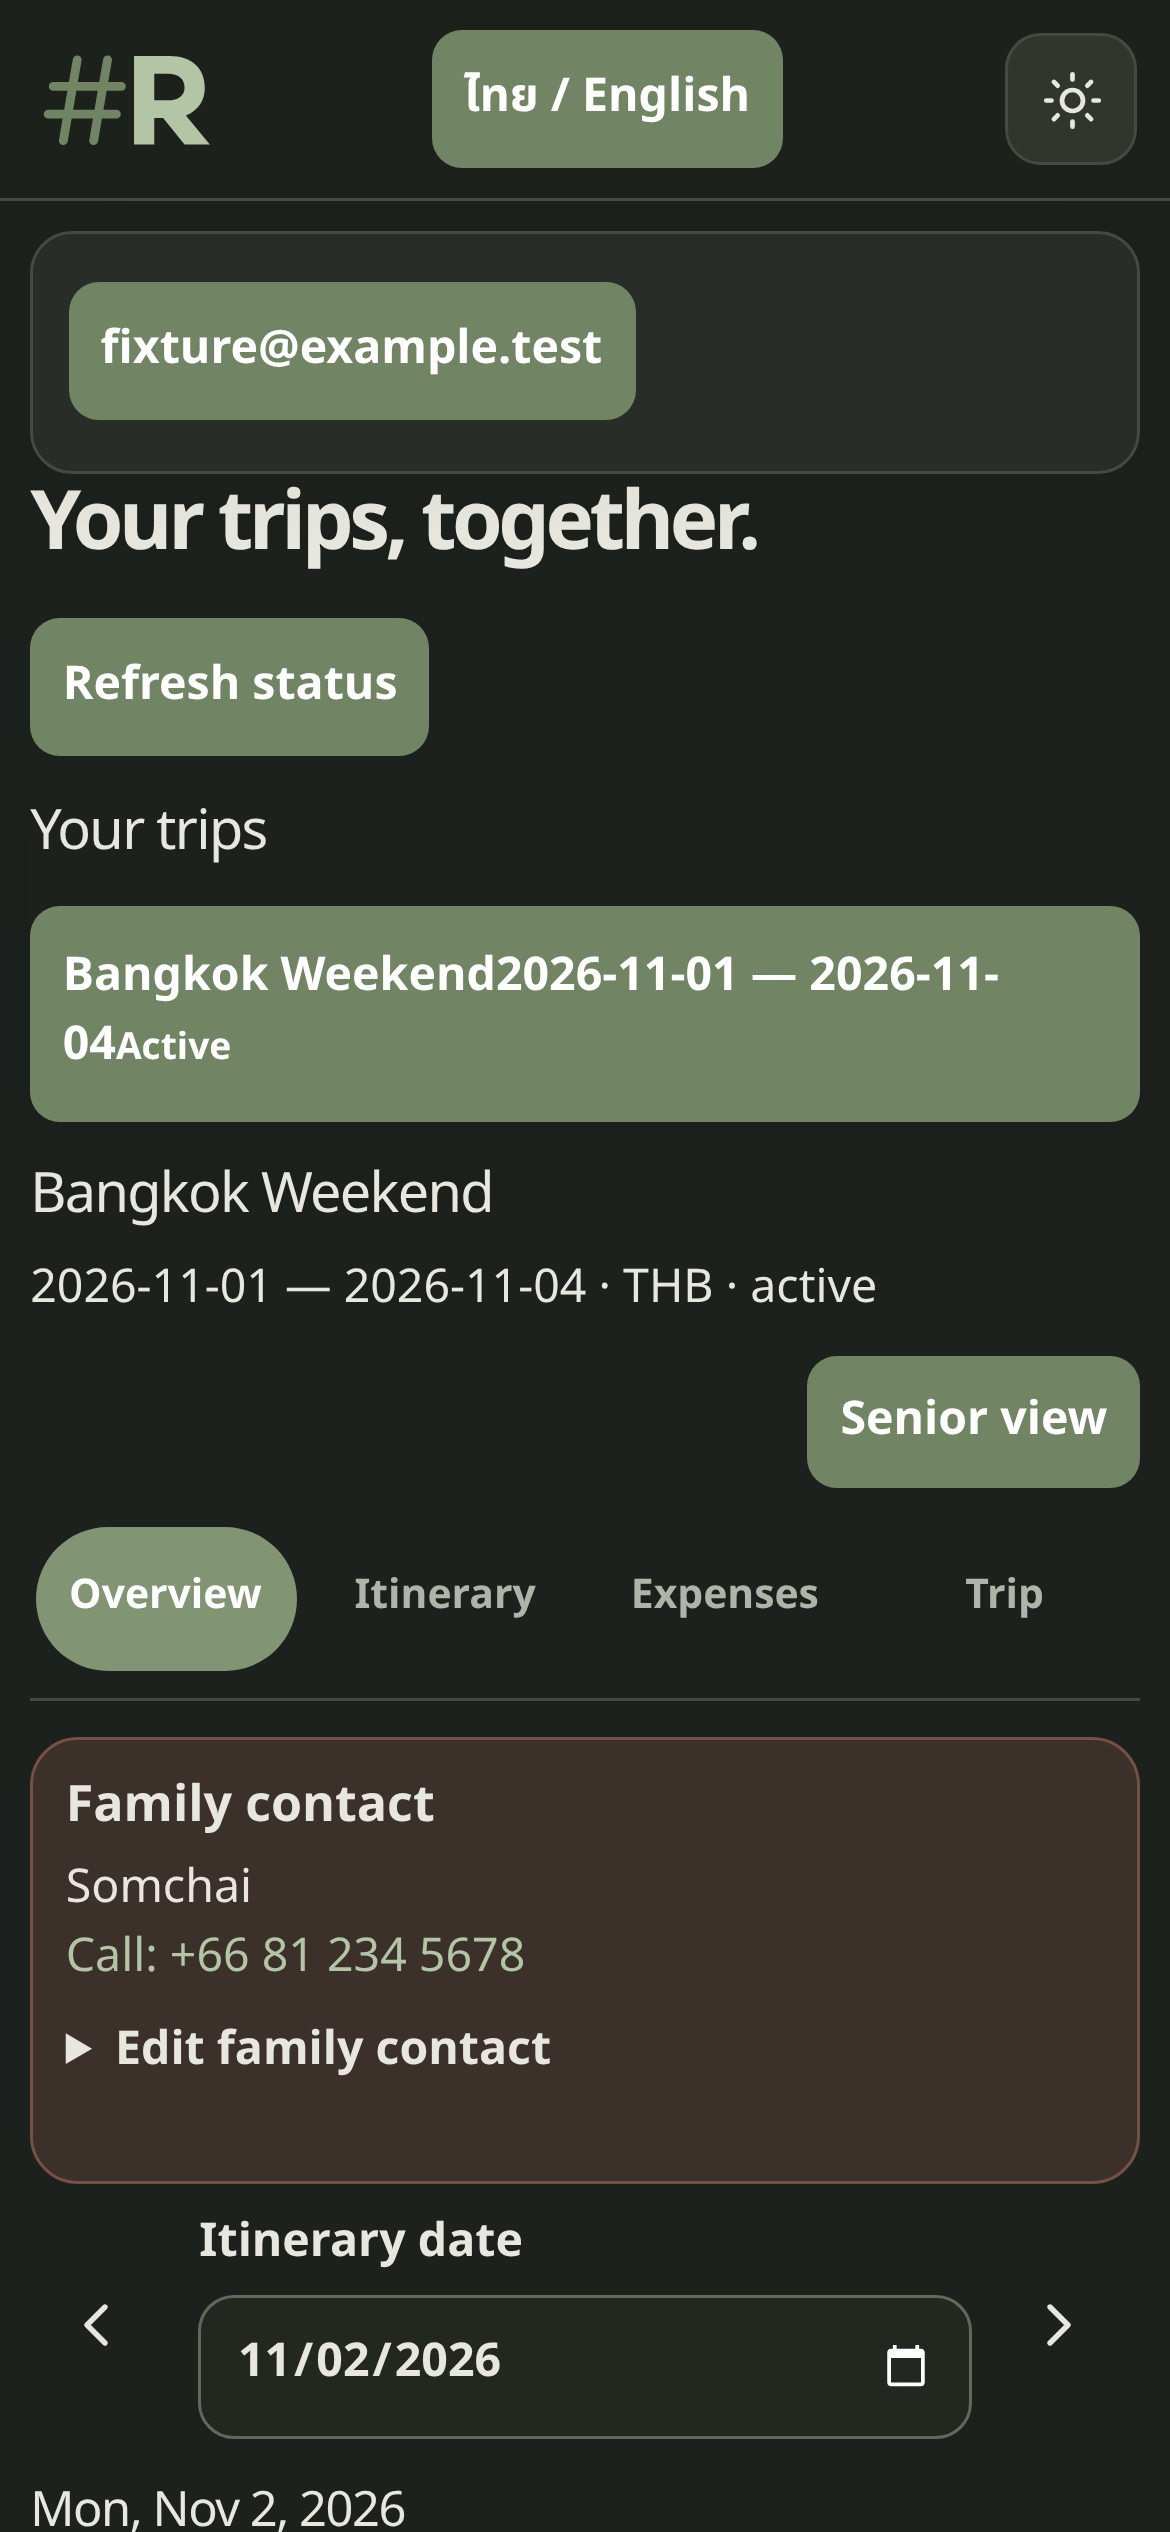 #R
ไทย / English
fixture@example.test
Your trips, together.
Refresh status
Your trips
Bangkok Weekend2026-11-01 — 2026-11-
04Active
Bangkok Weekend
2026-11-01 — 2026-11-04 · THB · active
Senior view
Overview Itinerary Expenses Trip
Family contact
Somchai
Call: +66 81 234 5678
Edit family contact
Itinerary date
11/02/2026
Mon, Nov 2, 2026